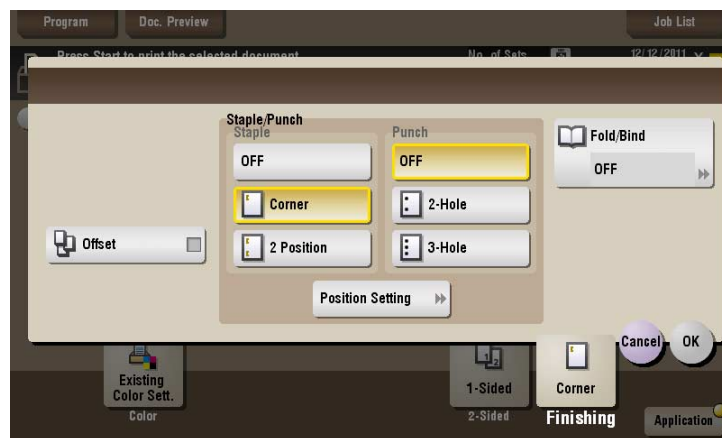 Program
Doc. Preview
Job List
Press Start to print the selected document
No. of Sets
12/12/2011
Staple/Punch
Staple
Punch
OFF
OFF
Fold/Bind
OFF
Corner
2-Hole
Offset
2 Position
3-Hole
Position Setting
Cancel
OK
Existing
Color Sett.
1-Sided
Corner
Color
2-Sided
Finishing
Application